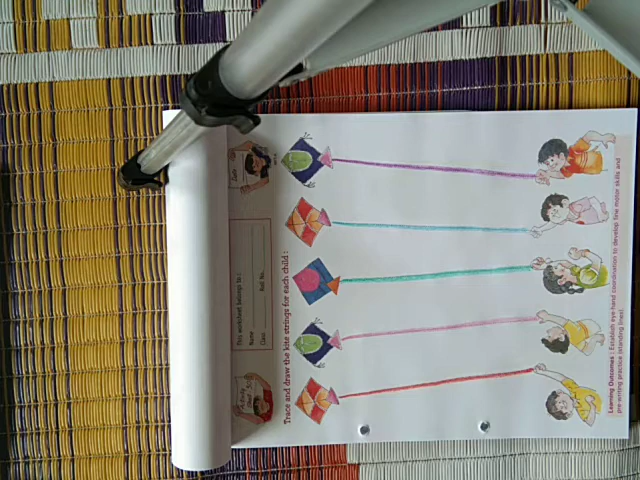 Date
This worksheet belongs to :
Name
Class Roll No.
Trace and draw the kite strings for each child :
Learning Outcomes : Establish eye-hand coordination to develop fine motor skills and
pre-writing practice (standing lines).